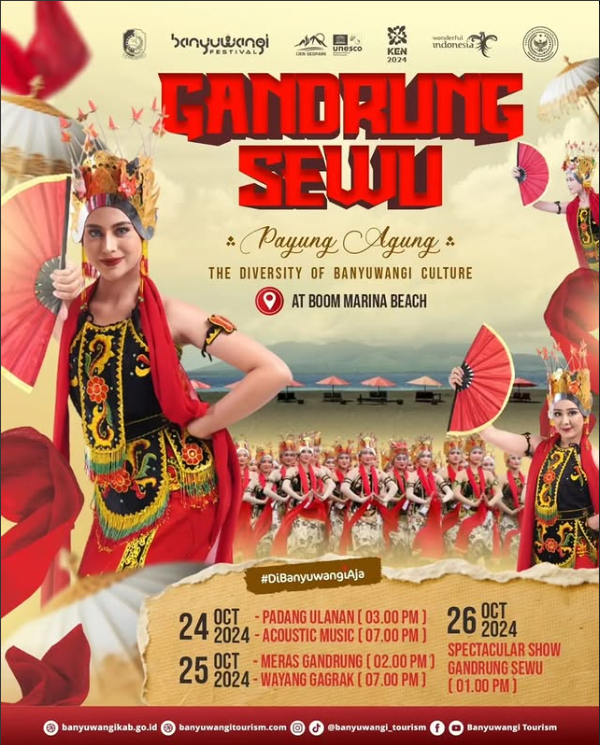 banyuwangi
FESTIVAL
IJEN GEOPARK
unesco
KEN
2024
wonderful
indonesia
GANDRUNG
SEWU
Payung Agung
THE DIVERSITY OF BANYUWANGI CULTURE
AT BOOM MARINA BEACH
#DiBanyuwangiAja
24 OCT 2024
- PADANG ULANAN ( 03.00 PM )
- ACOUSTIC MUSIC ( 07.00 PM )
25 OCT 2024
- MERAS GANDRUNG ( 02.00 PM )
- WAYANG GAGRAK ( 07.00 PM )
26 OCT 2024
SPECTACULAR SHOW
GANDRUNG SEWU
( 01.00 PM )
banyuwangikab.go.id
banyuwangitourism.com
@banyuwangi_tourism
Banyuwangi Tourism